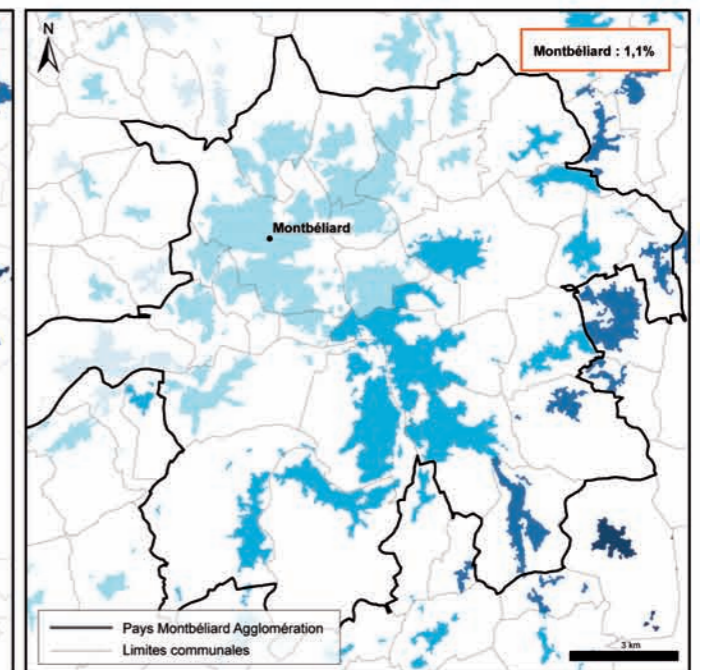 N
Montbéliard : 1,1%
Montbéliard
Pays Montbéliard Agglomération
Limites communales
3 km